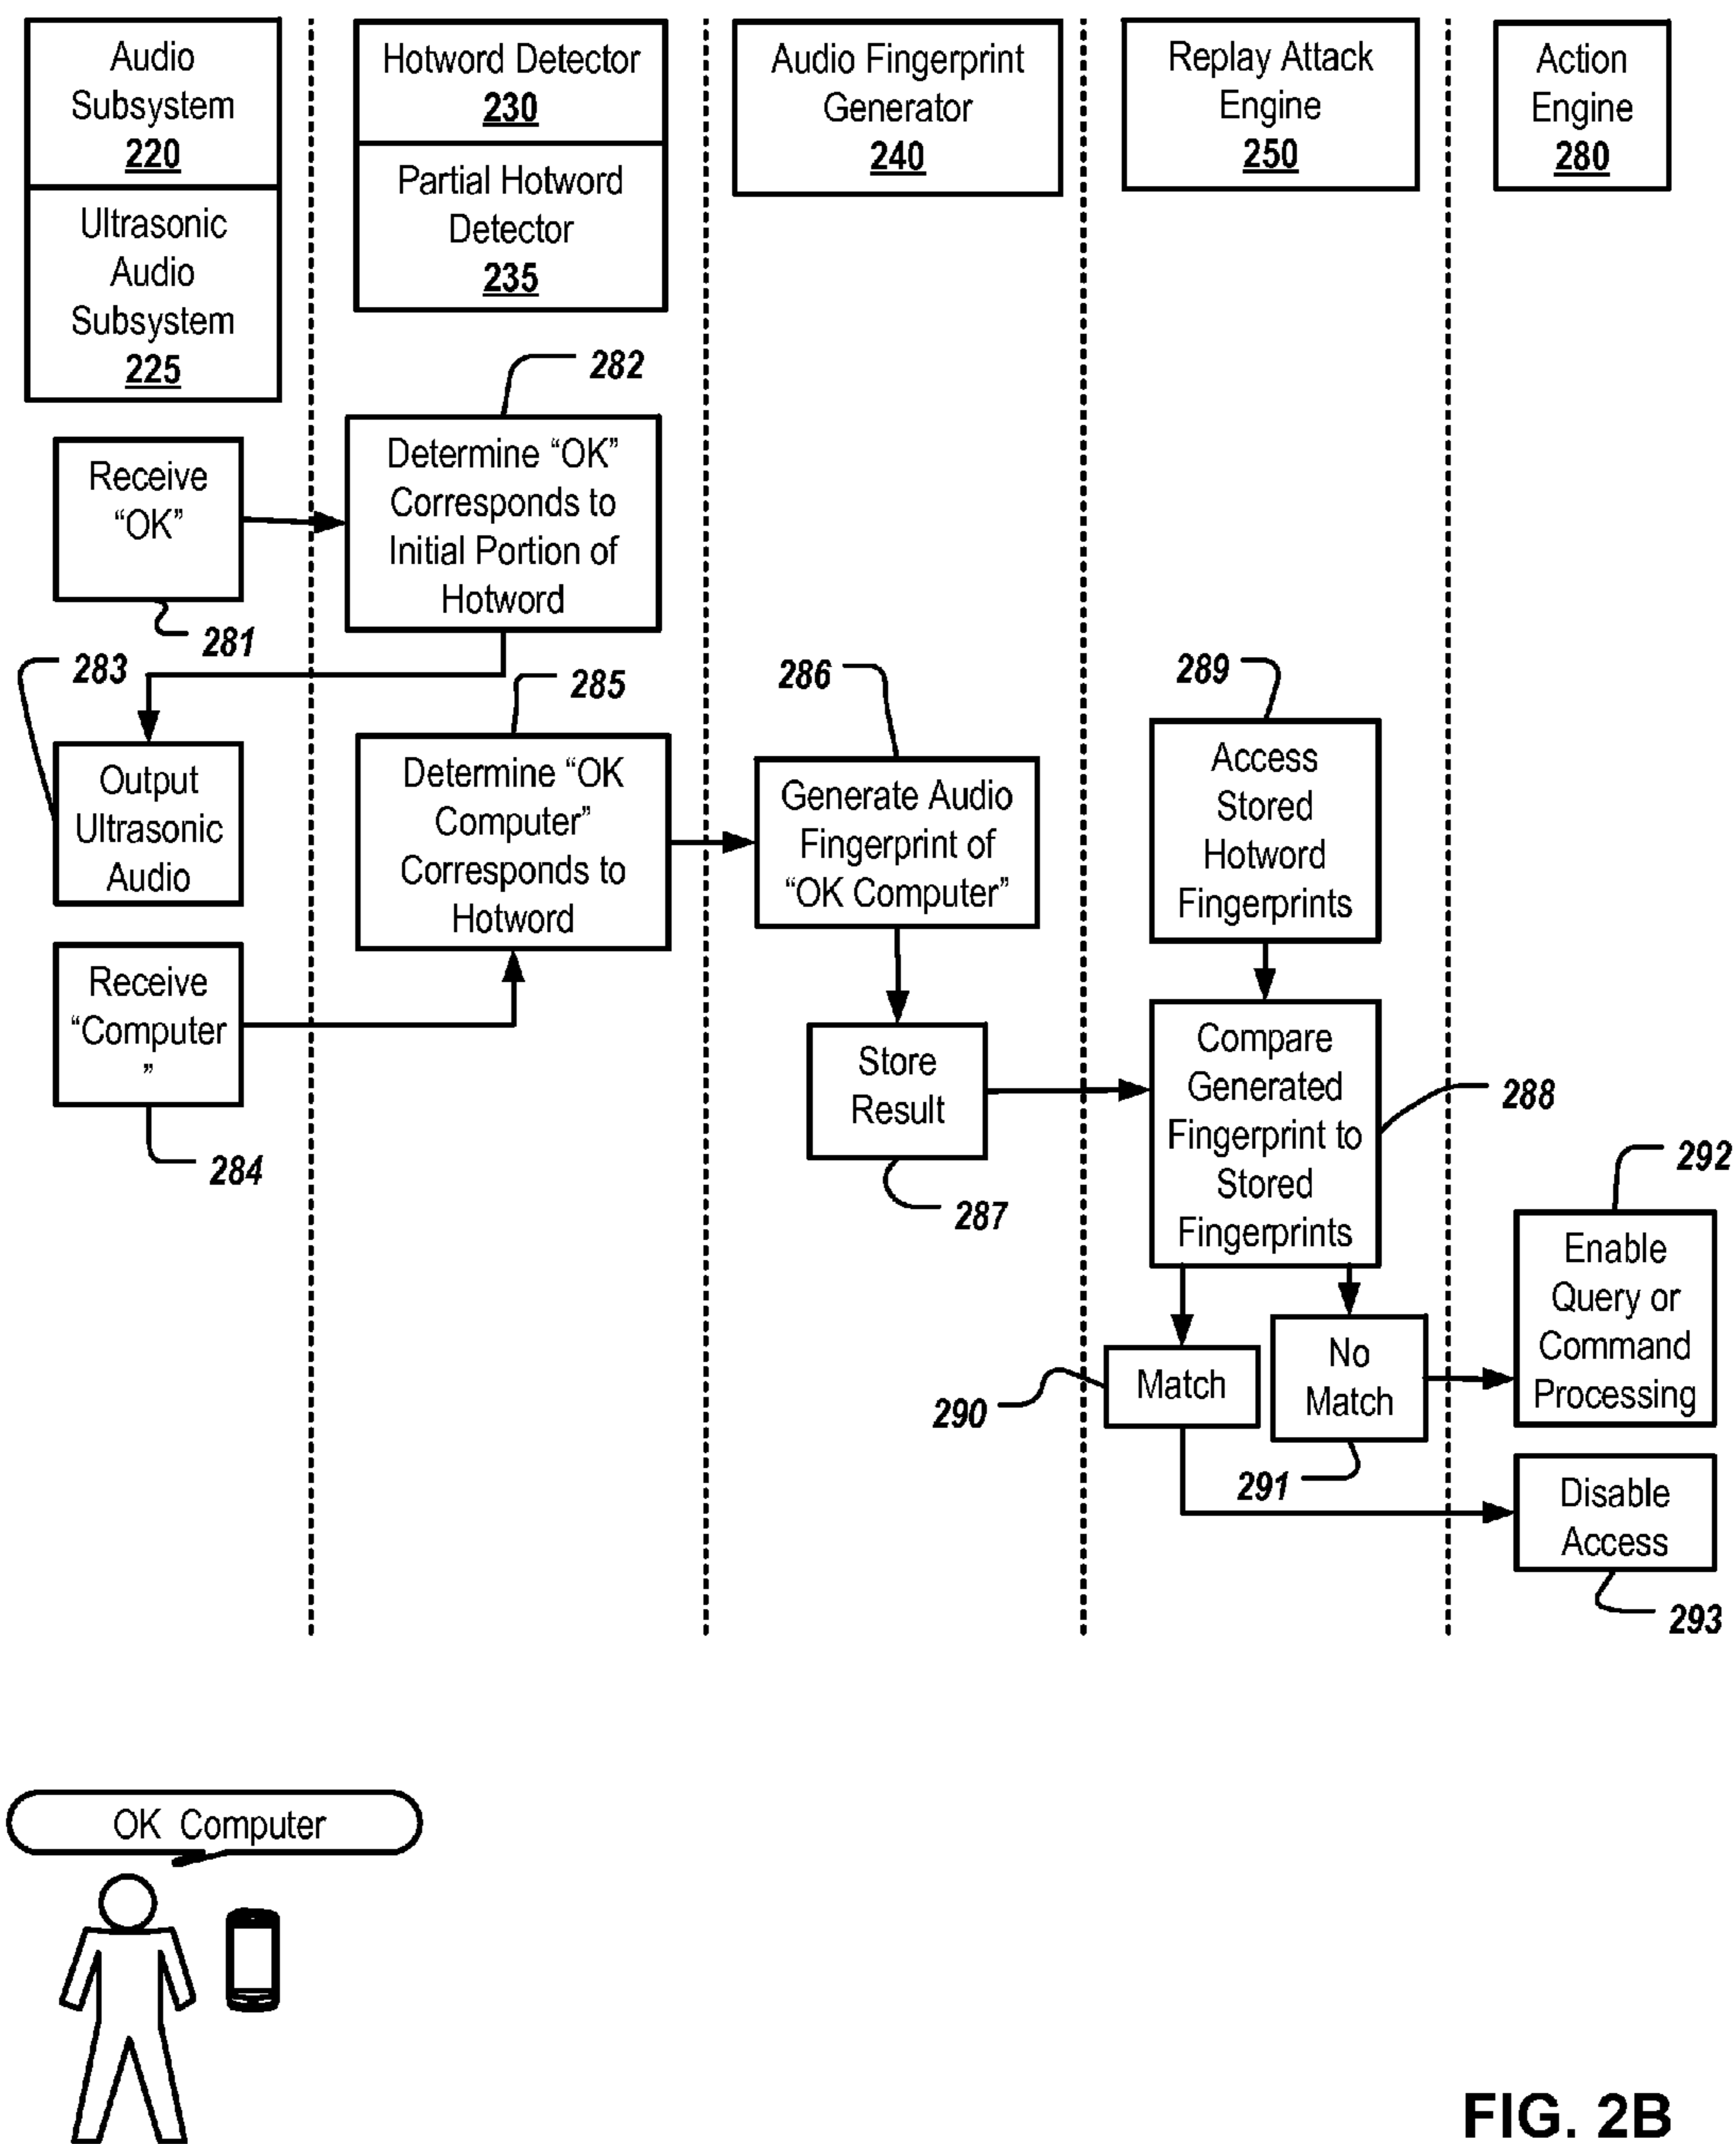 Audio
Subsystem
220
Ultrasonic
Audio
Subsystem
225
Hotword Detector
230
Partial Hotword
Detector
235
Audio Fingerprint
Generator
240
Replay Attack
Engine
250
Action
Engine
280
282
Receive
“OK”
281
Determine “OK”
Corresponds to
Initial Portion of
Hotword
283
Output
Ultrasonic
Audio
285
Determine “OK
Computer”
Corresponds to
Hotword
Receive
“Computer
”
284
286
Generate Audio
Fingerprint of
“OK Computer”
Store
Result
287
289
Access
Stored
Hotword
Fingerprints
Compare
Generated
Fingerprint to
Stored
Fingerprints
288
290
Match
No
Match
291
292
Enable
Query or
Command
Processing
Disable
Access
293
OK Computer
FIG. 2B